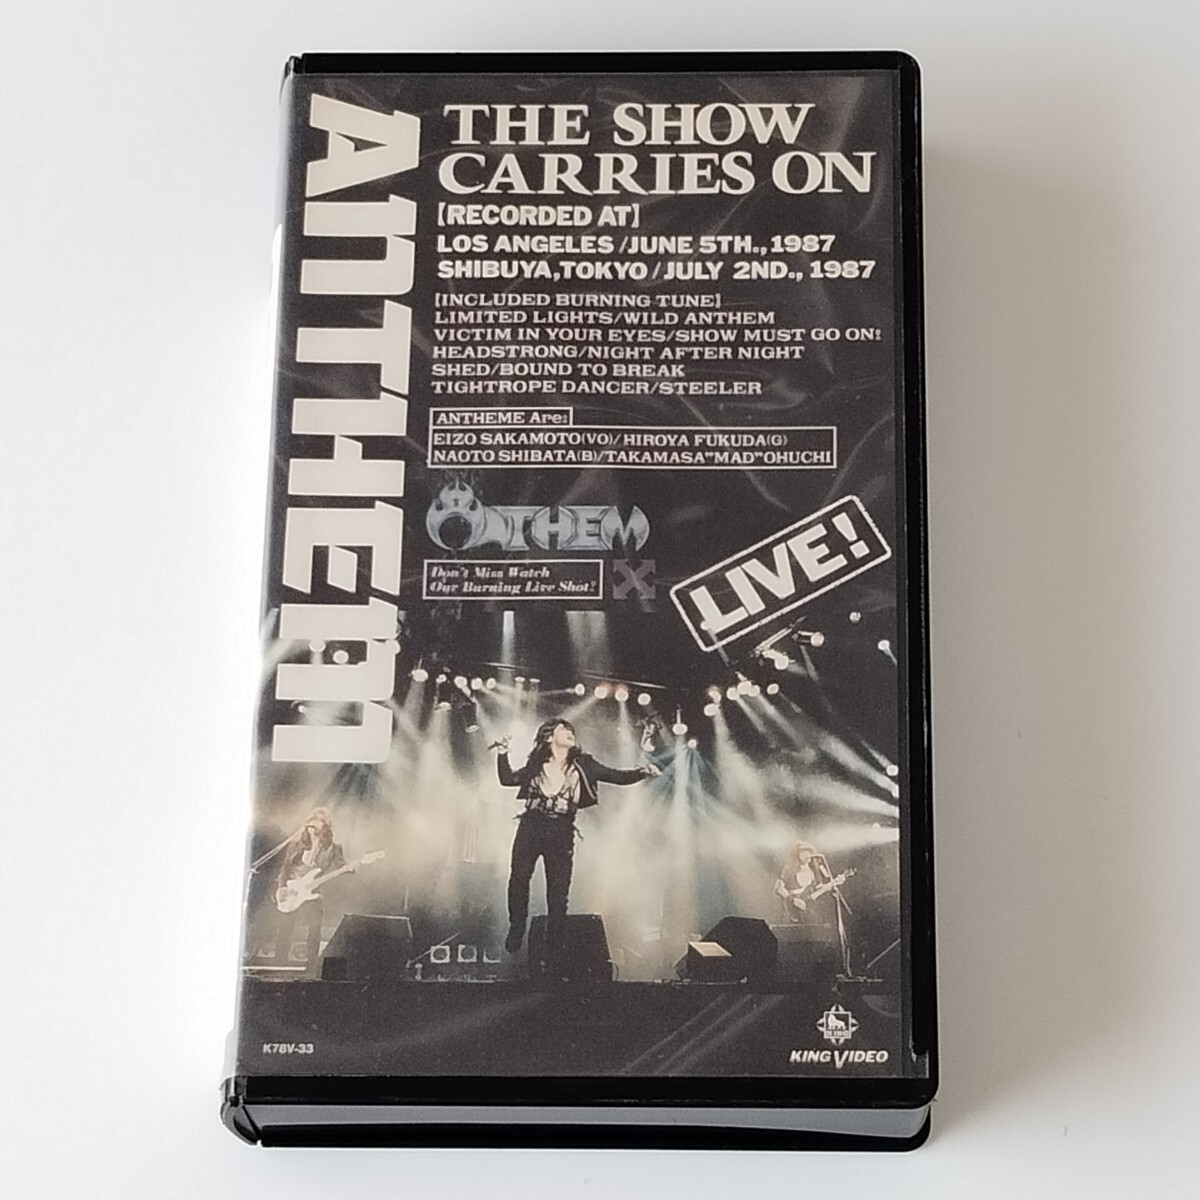 ANTHEM
THE SHOW
CARRIES ON
[RECORDED AT]
LOS ANGELES/JUNE 5TH.,1987
SHIBUYA,TOKYO/JULY 2ND.,1987
[INCLUDED BURNING TUNE]
LIMITED LIGHTS/WILD ANTHEM
VICTIM IN YOUR EYES/SHOW MUST GO ON!
HEADSTRONG/NIGHT AFTER NIGHT
SHED/BOUND TO BREAK
TIGHTROPE DANCER/STEELER
ANTHEME Are:
EIZO SAKAMOTO(VO)/HIROYA FUKUDA(G)
NAOTO SHIBATA(B)/TAKAMASA"MAD"OHUCHI
ANTHEM
Don't Miss Watch
Our Burning Live Shot!
LIVE!
K78V-33
KING VIDEO